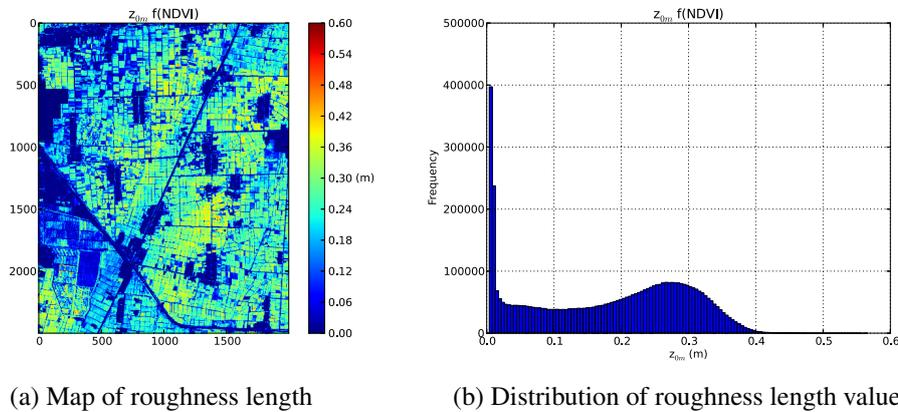 z0m f(NDVI)
0
500
1000
1500
2000
0 500 1000 1500
0.60
0.54
0.48
0.42
0.36
0.30 (m)
0.24
0.18
0.12
0.06
0.00
(a) Map of roughness length
z0m f(NDVI)
500000
400000
300000
200000
100000
0
Frequency
0.0 0.1 0.2 0.3 0.4 0.5 0.6
z0m (m)
(b) Distribution of roughness length value